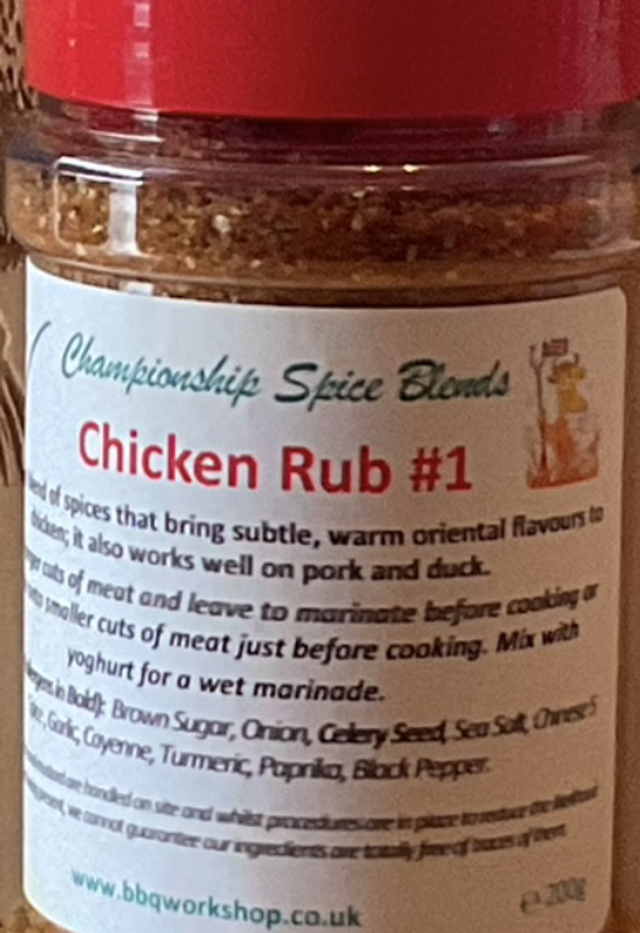 Championship Spice Blends
Chicken Rub #1
of spices that bring subtle, warm oriental flavours to
chicken; it also works well on pork and duck.
cuts of meat and leave to marinate before cooking or
smaller cuts of meat just before cooking. Mix with
yoghurt for a wet marinade.
in Bold): Brown Sugar, Onion, Celery Seed, Sea Salt, Chinese 5
Garlic, Cayenne, Turmeric, Paprika, Black Pepper.
are handled on site and whilst procedures are in place to reduce the
we cannot guarantee our ingredients are totally free of traces of them.
www.bbqworkshop.co.uk
e 200g